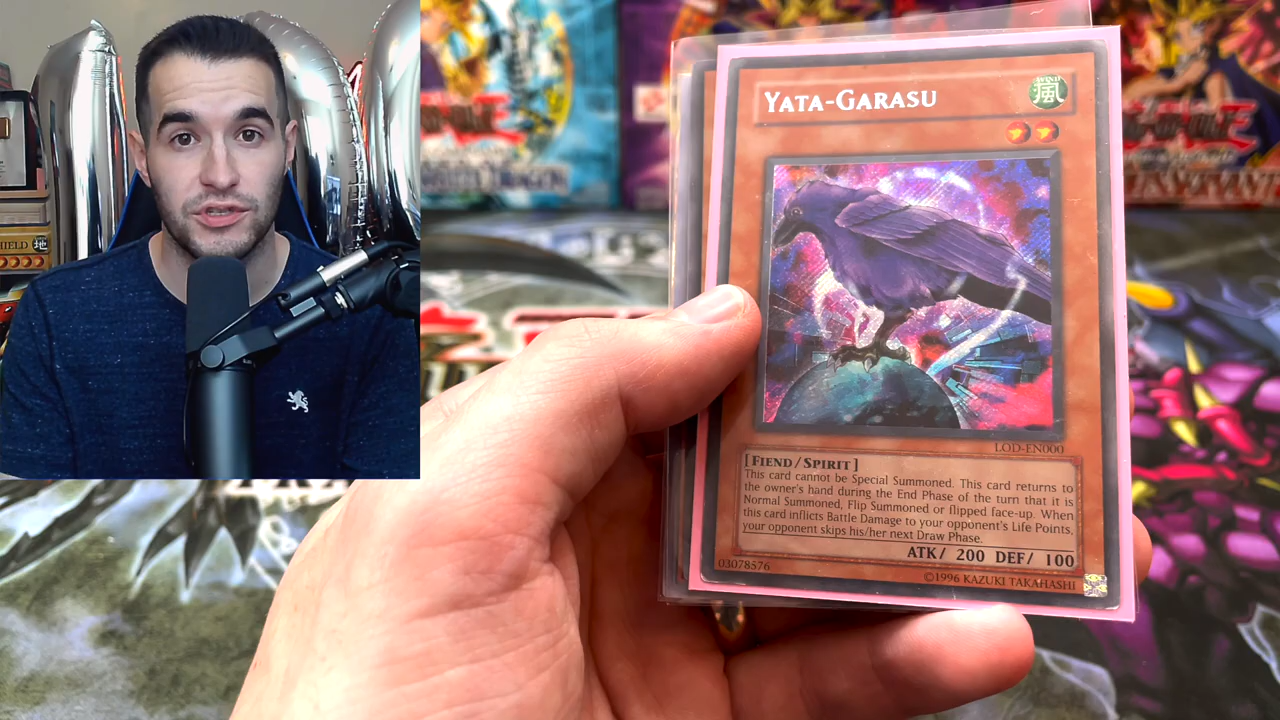 YATA-GARASU
WIND
風
LOD-EN000
[FIEND/SPIRIT]
This card cannot be Special Summoned. This card returns to
the owner's hand during the End Phase of the turn that it is
Normal Summoned, Flip Summoned or flipped face-up. When
this card inflicts Battle Damage to your opponent's Life Points,
your opponent skips his/her next Draw Phase.
ATK/ 200 DEF/ 100
03078576
©1996 KAZUKI TAKAHASHI
HIELD 地